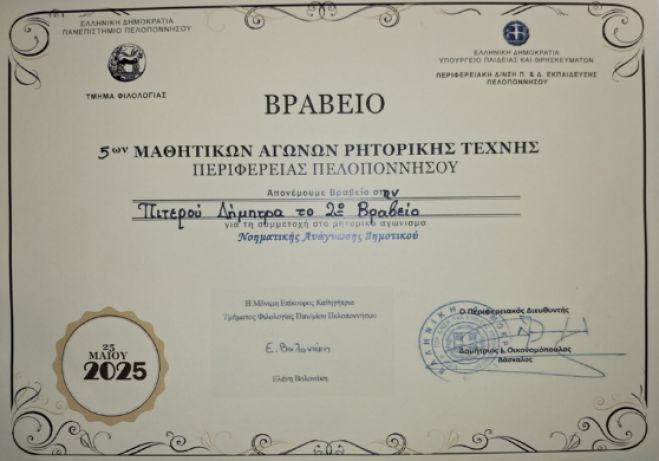 ΕΛΛΗΝΙΚΗ ΔΗΜΟΚΡΑΤΙΑ
ΠΑΝΕΠΙΣΤΗΜΙΟ ΠΕΛΟΠΟΝΝΗΣΟΥ
ΤΜΗΜΑ ΦΙΛΟΛΟΓΙΑΣ
ΕΛΛΗΝΙΚΗ ΔΗΜΟΚΡΑΤΙΑ
ΥΠΟΥΡΓΕΙΟ ΠΑΙΔΕΙΑΣ ΚΑΙ ΘΡΗΣΚΕΥΜΑΤΩΝ
ΠΕΡΙΦΕΡΕΙΑΚΗ Δ/ΝΣΗ Π. & Δ. ΕΚΠΑΙΔΕΥΣΗΣ
ΠΕΛΟΠΟΝΝΗΣΟΥ
ΒΡΑΒΕΙΟ
5ων ΜΑΘΗΤΙΚΩΝ ΑΓΩΝΩΝ ΡΗΤΟΡΙΚΗΣ ΤΕΧΝΗΣ
ΠΕΡΙΦΕΡΕΙΑΣ ΠΕΛΟΠΟΝΝΗΣΟΥ
Απονέμουμε Βραβείο στην
Πιτερού Δήμητρα το 2ο Βραβείο
για τη συμμετοχή στο ρητορικό αγώνισμα
Νοηματικής Ανάγνωσης Δημοτικού
Η Μόνιμη Επίκουρος Καθηγήτρια
Τμήματος Φιλολογίας Παν/μίου Πελοποννήσου
Ε. Βολονάκη
Ελένη Βολονάκη
Ο Περιφερειακός Διευθυντής
Δημήτριος Ι. Οικονομόπουλος
Δάσκαλος
25
ΜΑΪΟΥ
2025